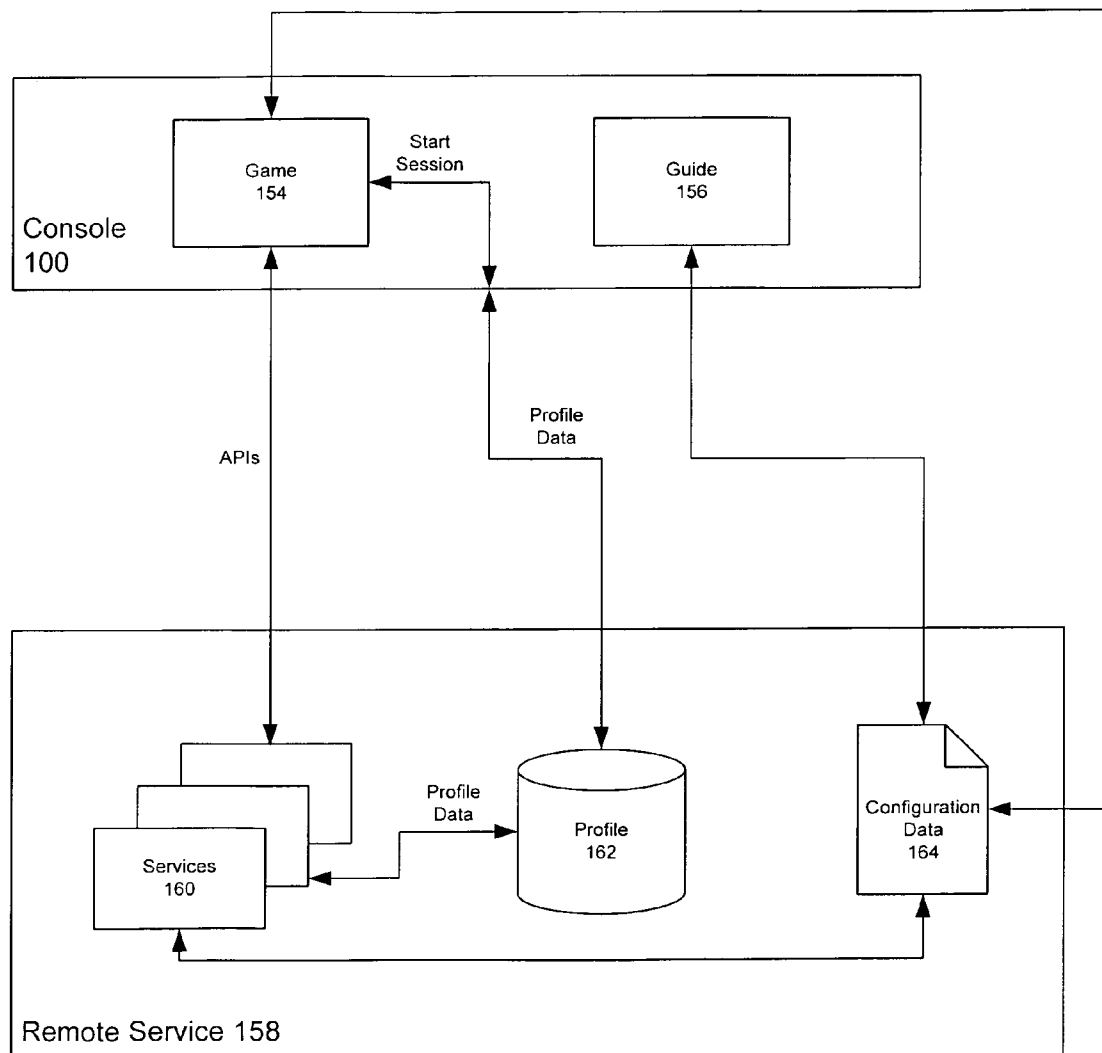 Game
154
Start
Session
Guide
156
Console
100
Profile
Data
APIs
Profile
Data
Services
160
Profile
162
Configuration
Data
164
Remote Service 158